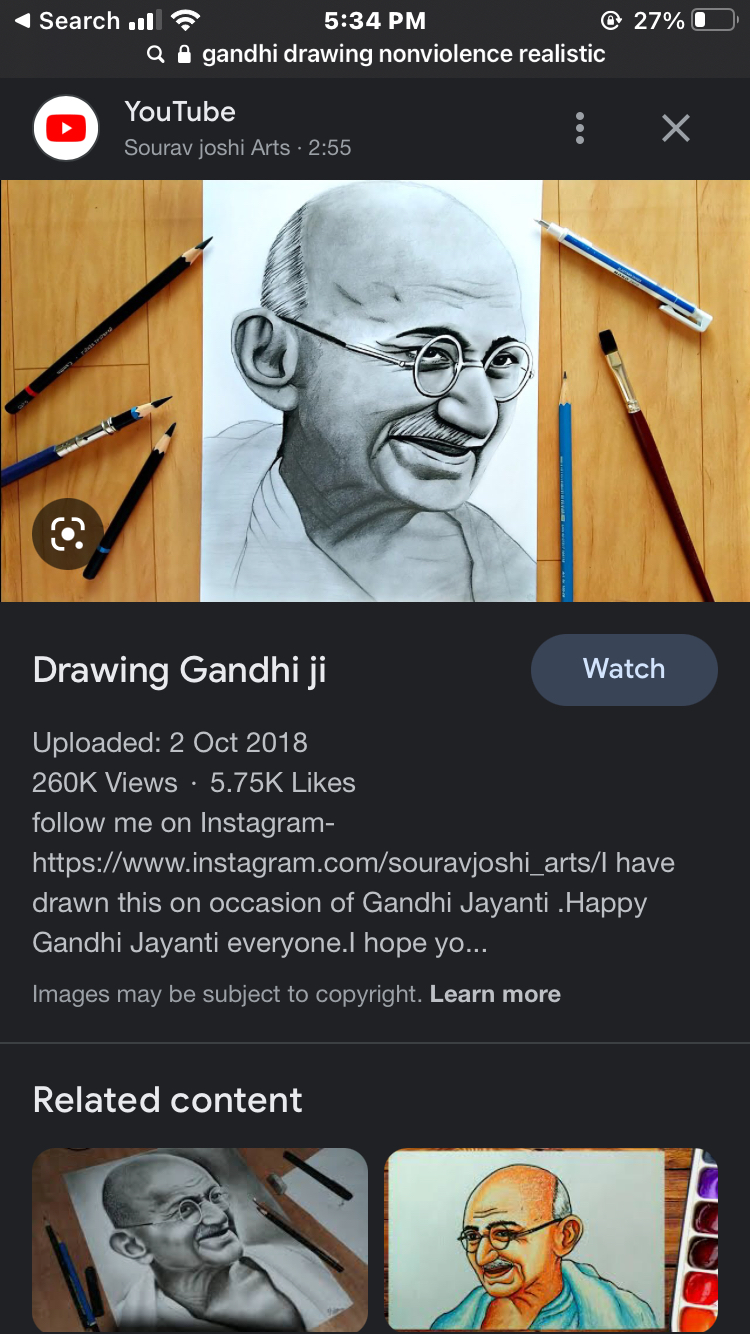 Search
5:34 PM
27%
gandhi drawing nonviolence realistic
YouTube
Sourav joshi Arts · 2:55
Drawing Gandhi ji
Watch
Uploaded: 2 Oct 2018
260K Views · 5.75K Likes
follow me on Instagram-
https://www.instagram.com/souravjoshi_arts/I have
drawn this on occasion of Gandhi Jayanti .Happy
Gandhi Jayanti everyone.I hope yo...
Images may be subject to copyright. Learn more
Related content